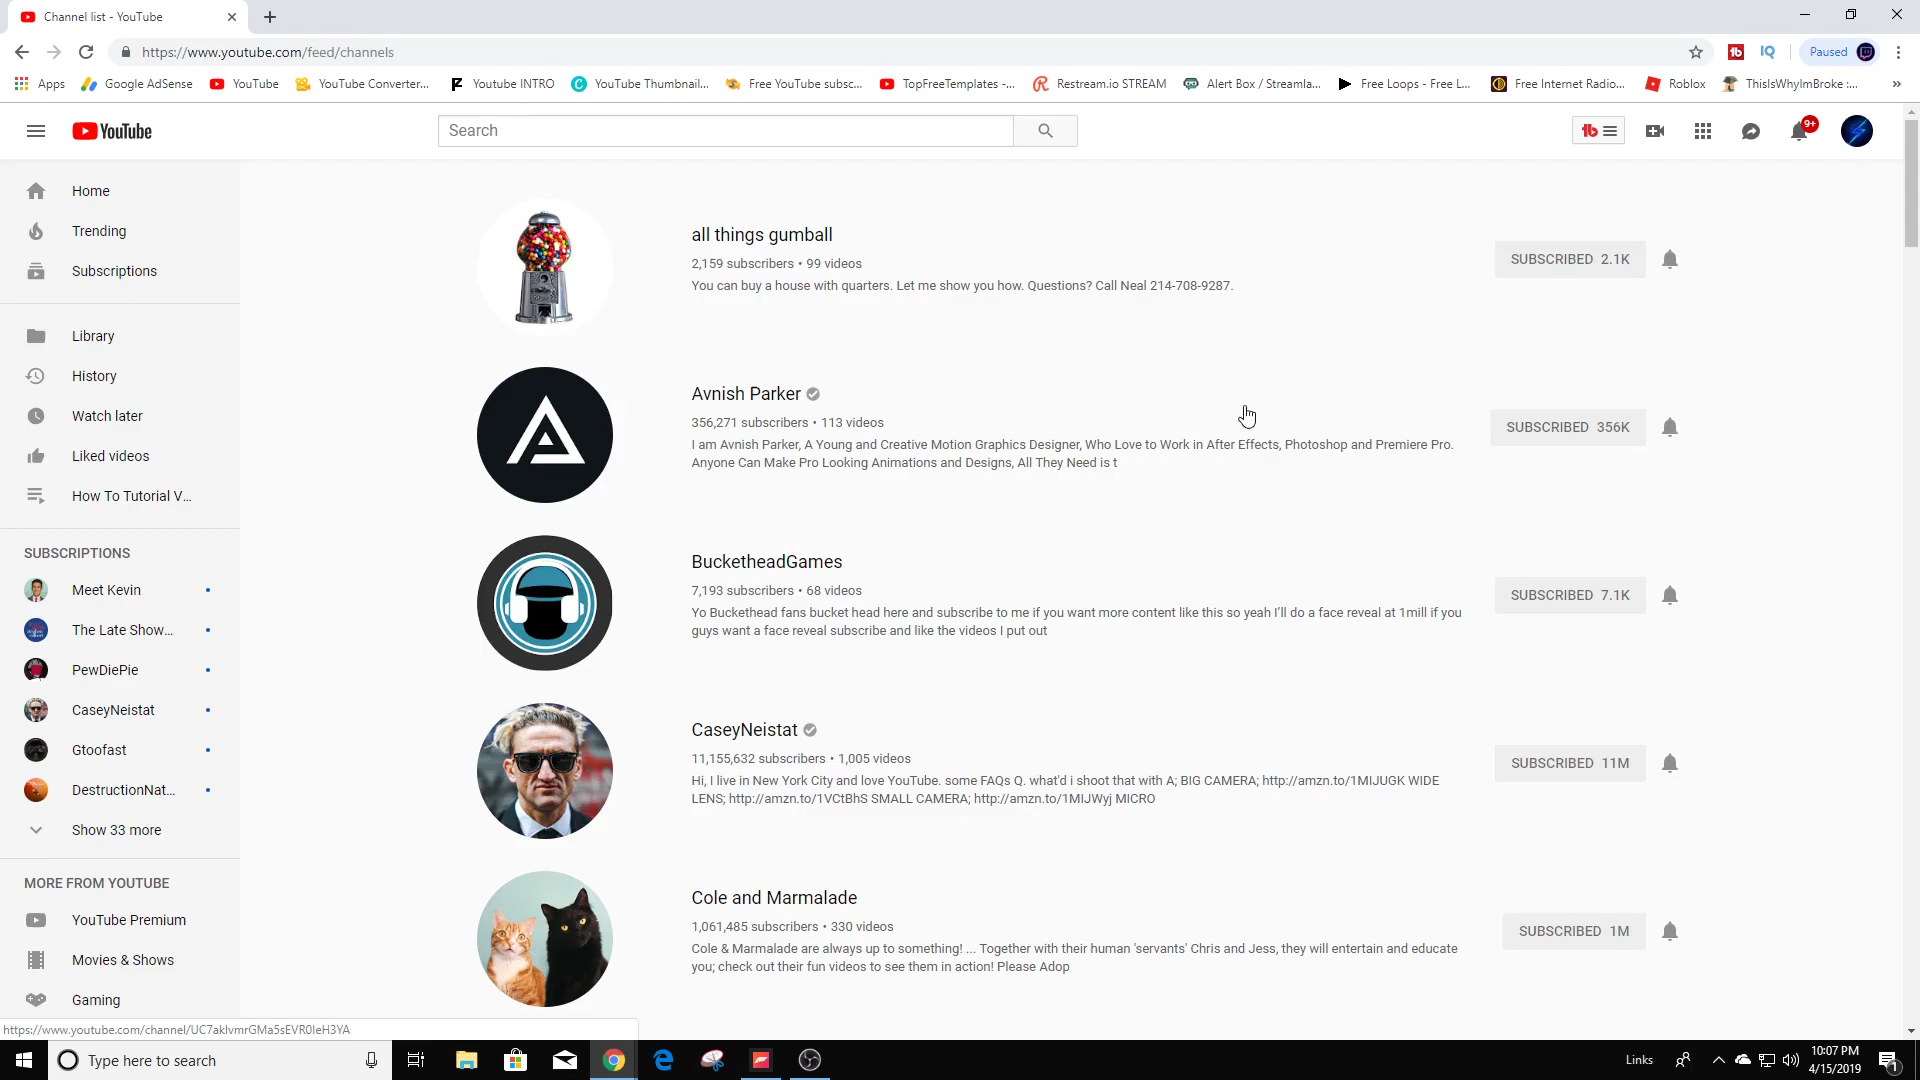 Channel list - YouTube
https://www.youtube.com/feed/channels
Paused
Apps
Google AdSense
YouTube
YouTube Converter...
Youtube INTRO
YouTube Thumbnail...
Free YouTube subsc...
TopFreeTemplates -...
Restream.io STREAM
Alert Box / Streamla...
Free Loops - Free L...
Free Internet Radio...
Roblox
ThisIsWhyImBroke :...
YouTube
Search
9+
Home
Trending
Subscriptions
Library
History
Watch later
Liked videos
How To Tutorial V...
SUBSCRIPTIONS
Meet Kevin
The Late Show...
PewDiePie
CaseyNeistat
Gtoofast
DestructionNat...
Show 33 more
MORE FROM YOUTUBE
YouTube Premium
Movies & Shows
Gaming
all things gumball
2,159 subscribers • 99 videos
You can buy a house with quarters. Let me show you how. Questions? Call Neal 214-708-9287.
SUBSCRIBED 2.1K
Avnish Parker
356,271 subscribers • 113 videos
I am Avnish Parker, A Young and Creative Motion Graphics Designer, Who Love to Work in After Effects, Photoshop and Premiere Pro.
Anyone Can Make Pro Looking Animations and Designs, All They Need is t
SUBSCRIBED 356K
BucketheadGames
7,193 subscribers • 68 videos
Yo Buckethead fans bucket head here and subscribe to me if you want more content like this so yeah I'll do a face reveal at 1mill if you
guys want a face reveal subscribe and like the videos I put out
SUBSCRIBED 7.1K
CaseyNeistat
11,155,632 subscribers • 1,005 videos
Hi, I live in New York City and love YouTube. some FAQs Q. what'd i shoot that with A; BIG CAMERA; http://amzn.to/1MIJUGK WIDE
LENS; http://amzn.to/1VCtBhS SMALL CAMERA; http://amzn.to/1MIJWyj MICRO
SUBSCRIBED 11M
Cole and Marmalade
1,061,485 subscribers • 330 videos
Cole & Marmalade are always up to something! ... Together with their human 'servants' Chris and Jess, they will entertain and educate
you; check out their fun videos to see them in action! Please Adop
SUBSCRIBED 1M
https://www.youtube.com/channel/UC7aklvmrGMa5sEVR0leH3YA
Type here to search
Links
10:07 PM
4/15/2019
1